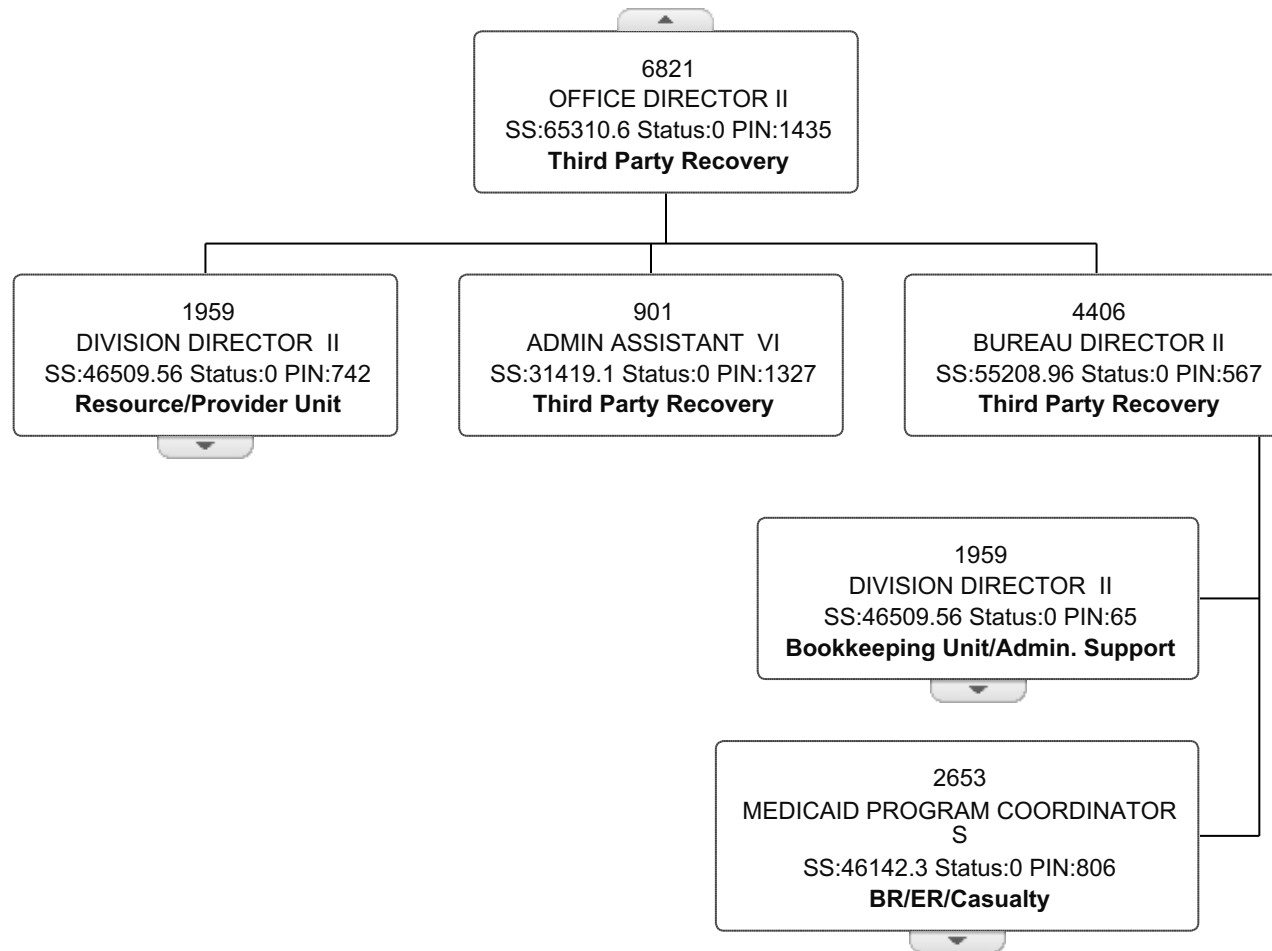 6821
OFFICE DIRECTOR II
SS:65310.6 Status:0 PIN:1435
Third Party Recovery
1959
DIVISION DIRECTOR  II
SS:46509.56 Status:0 PIN:742
Resource/Provider Unit
901
ADMIN ASSISTANT  VI
SS:31419.1 Status:0 PIN:1327
Third Party Recovery
4406
BUREAU DIRECTOR II
SS:55208.96 Status:0 PIN:567
Third Party Recovery
1959
DIVISION DIRECTOR  II
SS:46509.56 Status:0 PIN:65
Bookkeeping Unit/Admin. Support
2653
MEDICAID PROGRAM COORDINATOR
S
SS:46142.3 Status:0 PIN:806
BR/ER/Casualty